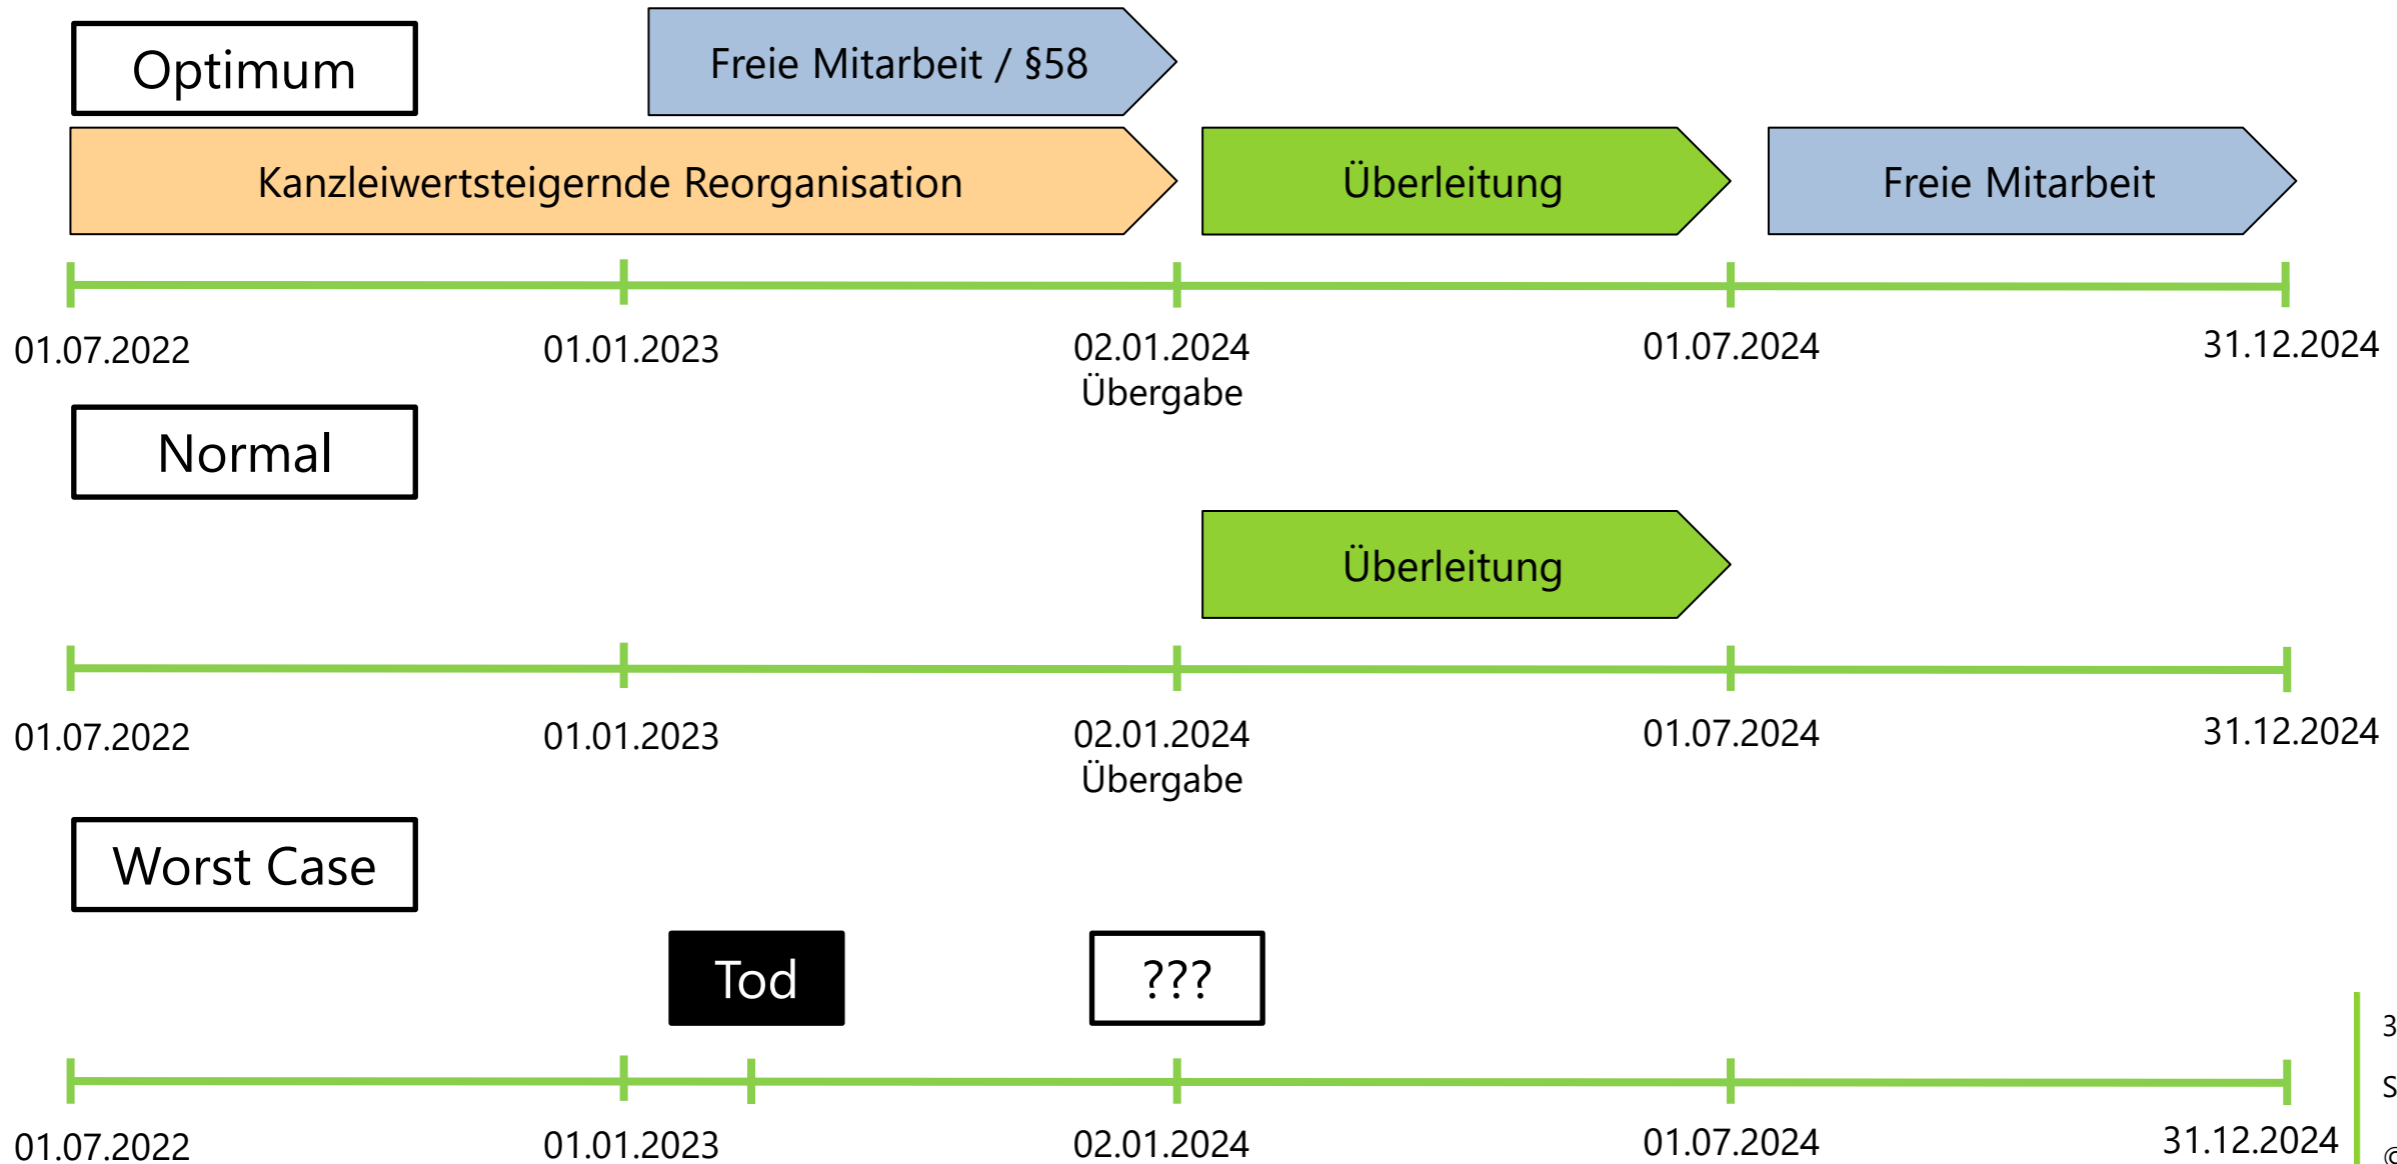 Optimum
Freie Mitarbeit / §58
Kanzleiwertsteigernde Reorganisation
Überleitung
Freie Mitarbeit
01.07.2022
01.01.2023
02.01.2024
Übergabe
01.07.2024
31.12.2024
Normal
Überleitung
01.07.2022
01.01.2023
02.01.2024
Übergabe
01.07.2024
31.12.2024
Worst Case
Tod
???
01.07.2022
01.01.2023
02.01.2024
01.07.2024
31.12.2024